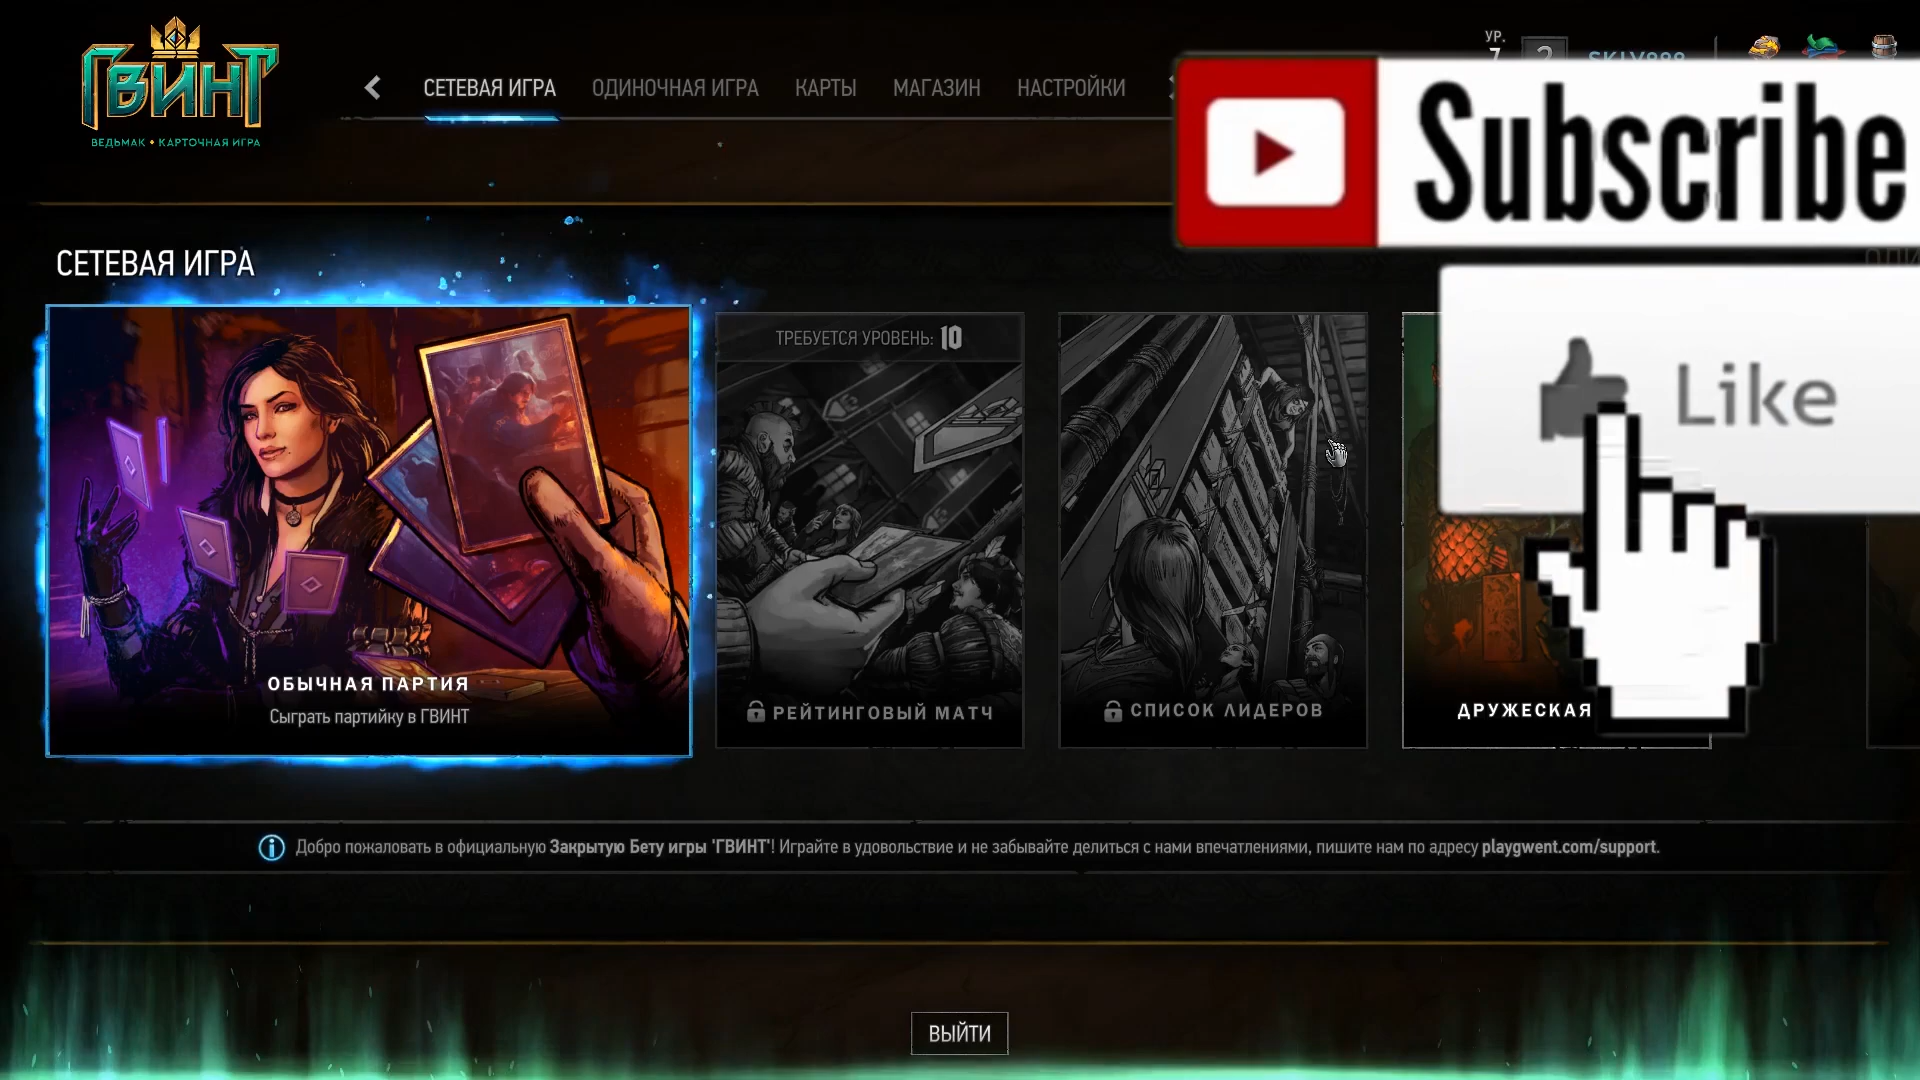 ГВИНТ
ВЕДЬМАК • КАРТОЧНАЯ ИГРА
СЕТЕВАЯ ИГРА
ОДИНОЧНАЯ ИГРА
КАРТЫ
МАГАЗИН
НАСТРОЙКИ
УР.
7
Subscribe
Like
СЕТЕВАЯ ИГРА
ОБЫЧНАЯ ПАРТИЯ
Сыграть партийку в ГВИНТ
ТРЕБУЕТСЯ УРОВЕНЬ: 10
РЕЙТИНГОВЫЙ МАТЧ
СПИСОК ЛИДЕРОВ
ДРУЖЕСКАЯ
Добро пожаловать в официальную Закрытую Бету игры 'ГВИНТ'! Играйте в удовольствие и не забывайте делиться с нами впечатлениями, пишите нам по адресу playgwent.com/support.
ВЫЙТИ